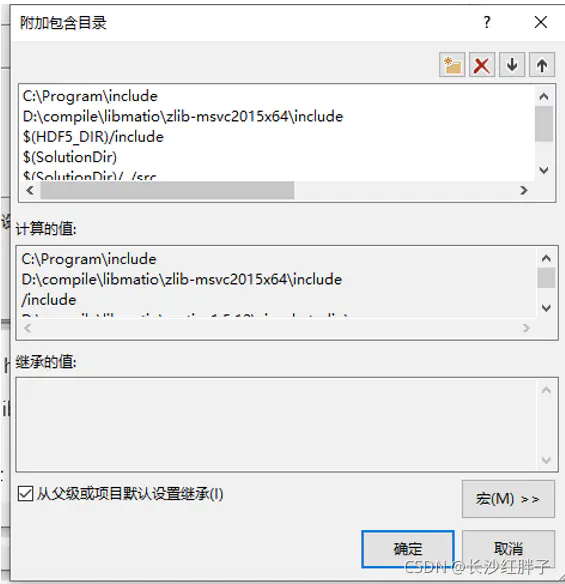 附加包含目录
?
C:\Program\include
D:\compile\libmatio\zlib-msvc2015x64\include
$(HDF5_DIR)/include
$(SolutionDir)
$(SolutionDir)/../src
计算的值:
C:\Program\include
D:\compile\libmatio\zlib-msvc2015x64\include
/include
继承的值:
从父级或项目默认设置继承(I)
宏(M) >>
确定
取消
CSDN @长沙红胖子